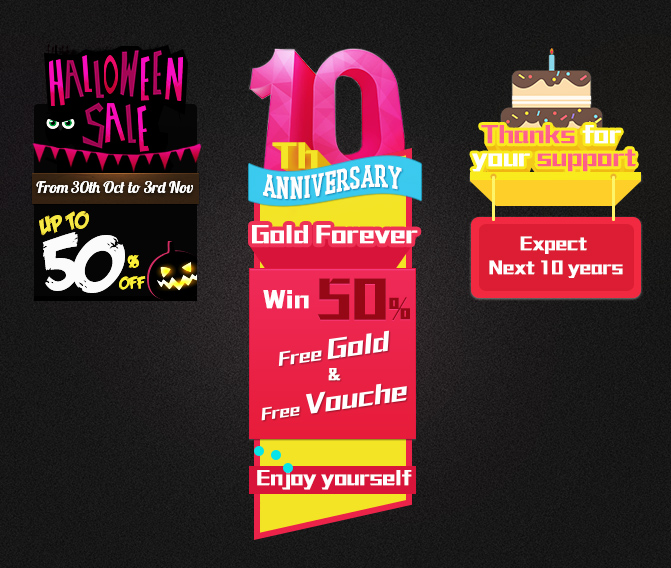 HALLOWEEN
SALE
From 30th Oct to 3rd Nov
UP TO
50%
OFF
10
Th
ANNIVERSARY
Gold Forever
Win 50%
Free Gold
&
Free Vouche
Enjoy yourself
Thanks for
your support
Expect
Next 10 years